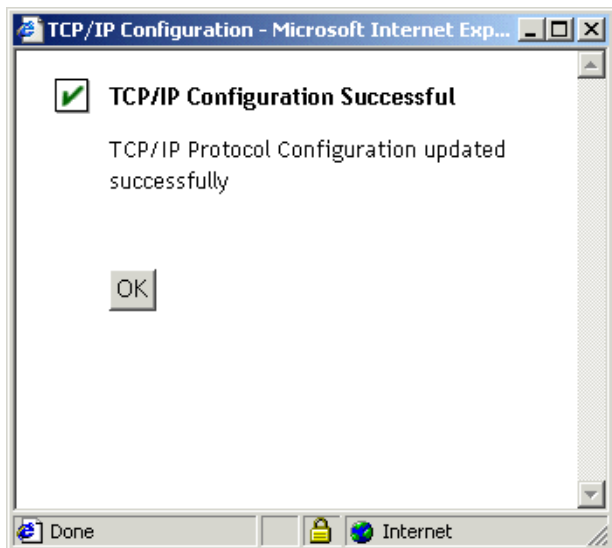 TCP/IP Configuration - Microsoft Internet Exp...
TCP/IP Configuration Successful
TCP/IP Protocol Configuration updated
successfully
OK
Done
Internet